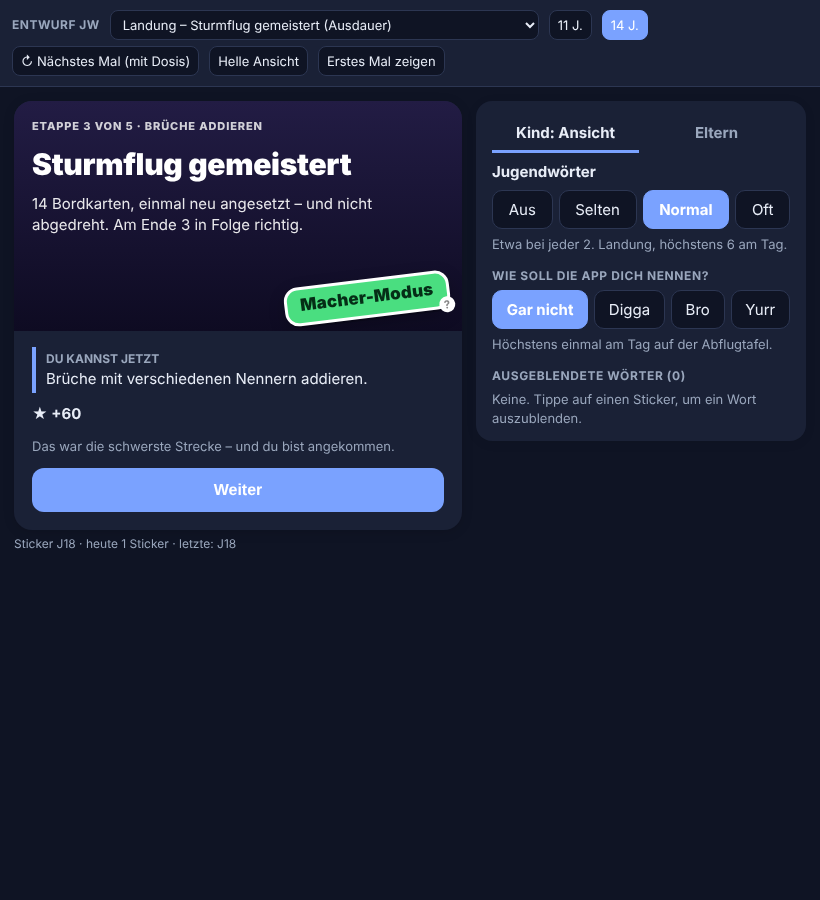 ENTWURF JW
Landung – Sturmflug gemeistert (Ausdauer)
11 J.
14 J.
↻ Nächstes Mal (mit Dosis)
Helle Ansicht
Erstes Mal zeigen
ETAPPE 3 VON 5 · BRÜCHE ADDIEREN
Sturmflug gemeistert
14 Bordkarten, einmal neu angesetzt – und nicht
abgedreht. Am Ende 3 in Folge richtig.
Macher-Modus
?
DU KANNST JETZT
Brüche mit verschiedenen Nennern addieren.
★ +60
Das war die schwerste Strecke – und du bist angekommen.
Weiter
Sticker J18 · heute 1 Sticker · letzte: J18
Kind: Ansicht
Eltern
Jugendwörter
Aus
Selten
Normal
Oft
Etwa bei jeder 2. Landung, höchstens 6 am Tag.
WIE SOLL DIE APP DICH NENNEN?
Gar nicht
Digga
Bro
Yurr
Höchstens einmal am Tag auf der Abflugtafel.
AUSGEBLENDETE WÖRTER (0)
Keine. Tippe auf einen Sticker, um ein Wort
auszublenden.